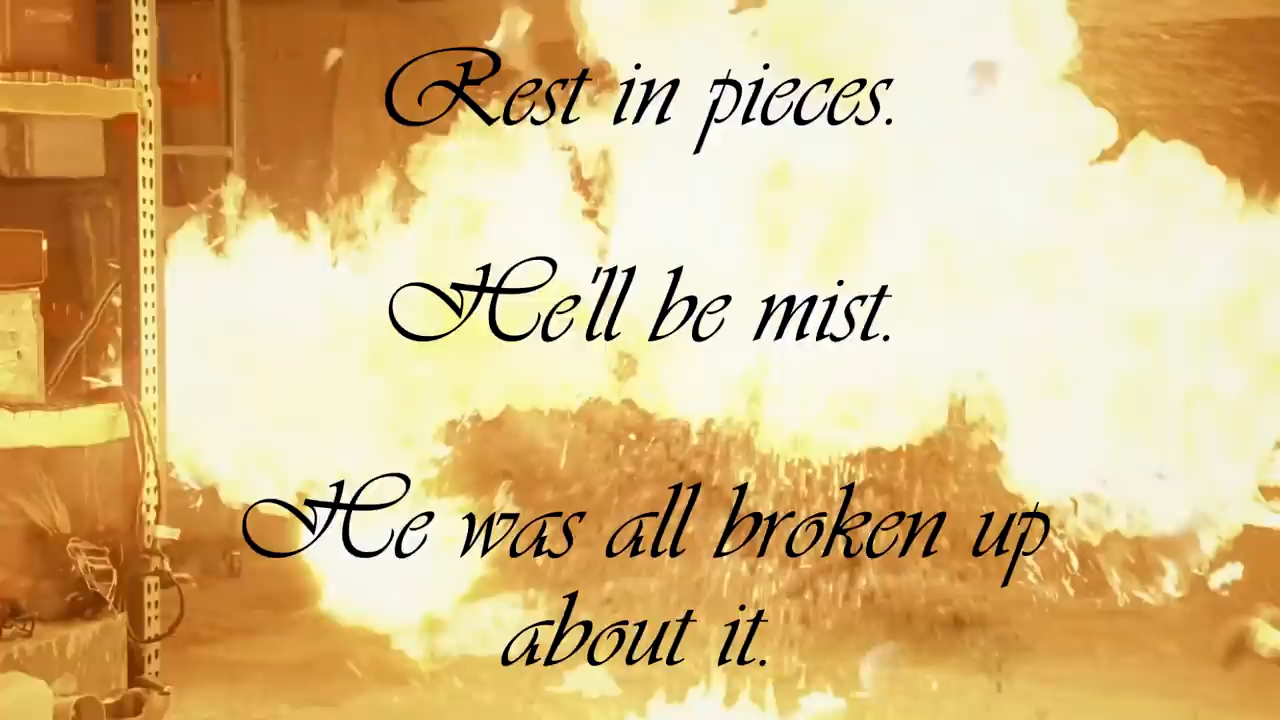 Rest in pieces.
He'll be mist.
He was all broken up
about it.